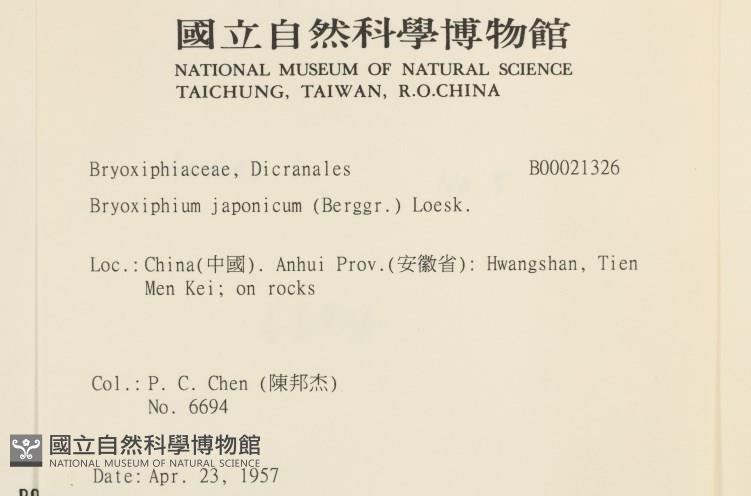 國立自然科學博物館
NATIONAL MUSEUM OF NATURAL SCIENCE
TAICHUNG, TAIWAN, R.O.CHINA
Bryoxiphiaceae, Dicranales B00021326
Bryoxiphium japonicum (Berggr.) Loesk.
Loc.: China(中國). Anhui Prov.(安徽省): Hwangshan, Tien
Men Kei; on rocks
Col.: P. C. Chen (陳邦杰)
No. 6694
國立自然科學博物館
NATIONAL MUSEUM OF NATURAL SCIENCE
Date: Apr. 23, 1957